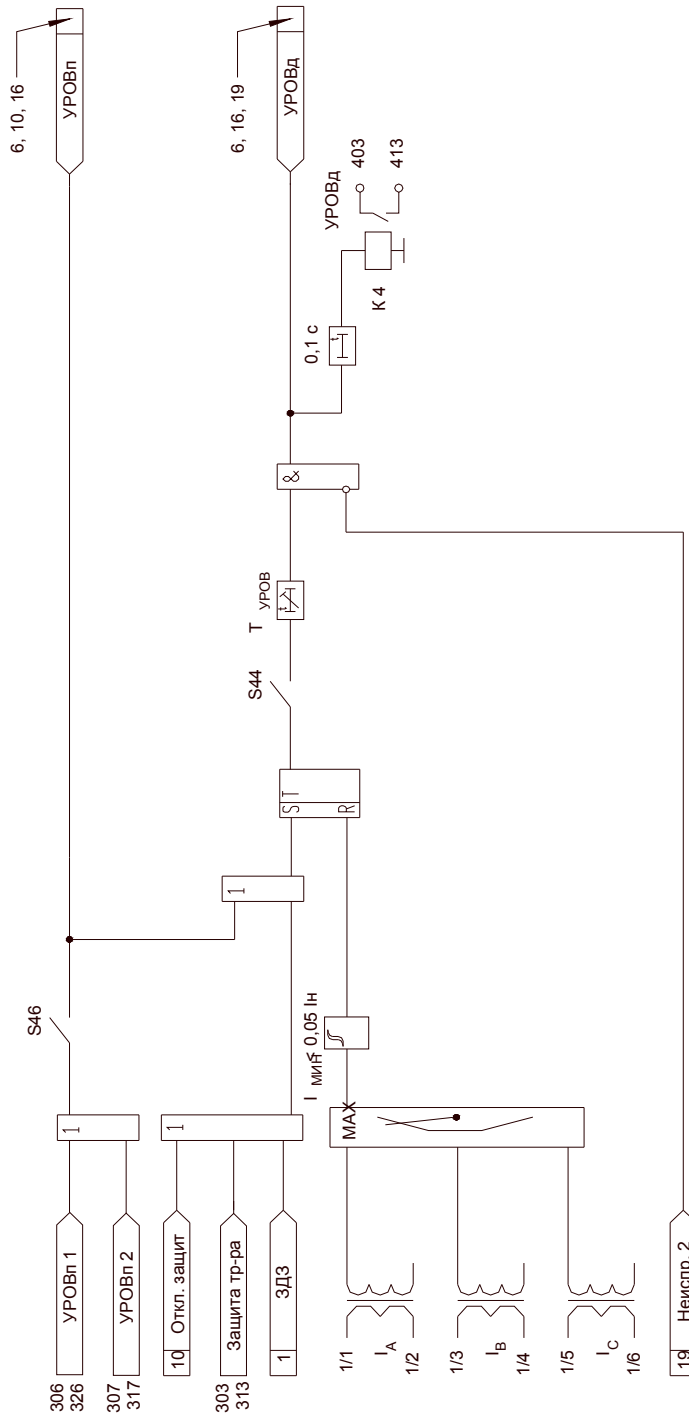 306
326
УРОВп 1
307
317
УРОВп 2
1
S46
УРОВп
6, 10, 16
10
Откл. защит
303
313
Защита тр-ра
1
ЗДЗ
1
1
S
T
R
S44
T УРОВ
t
&
0,1 с
t
К 4
УРОВд
403
413
УРОВд
6, 16, 19
1/1
I A
1/2
1/3
I B
1/4
1/5
I C
1/6
MAX
I МИН < 0,05 Iн
19
Неиспр. 2